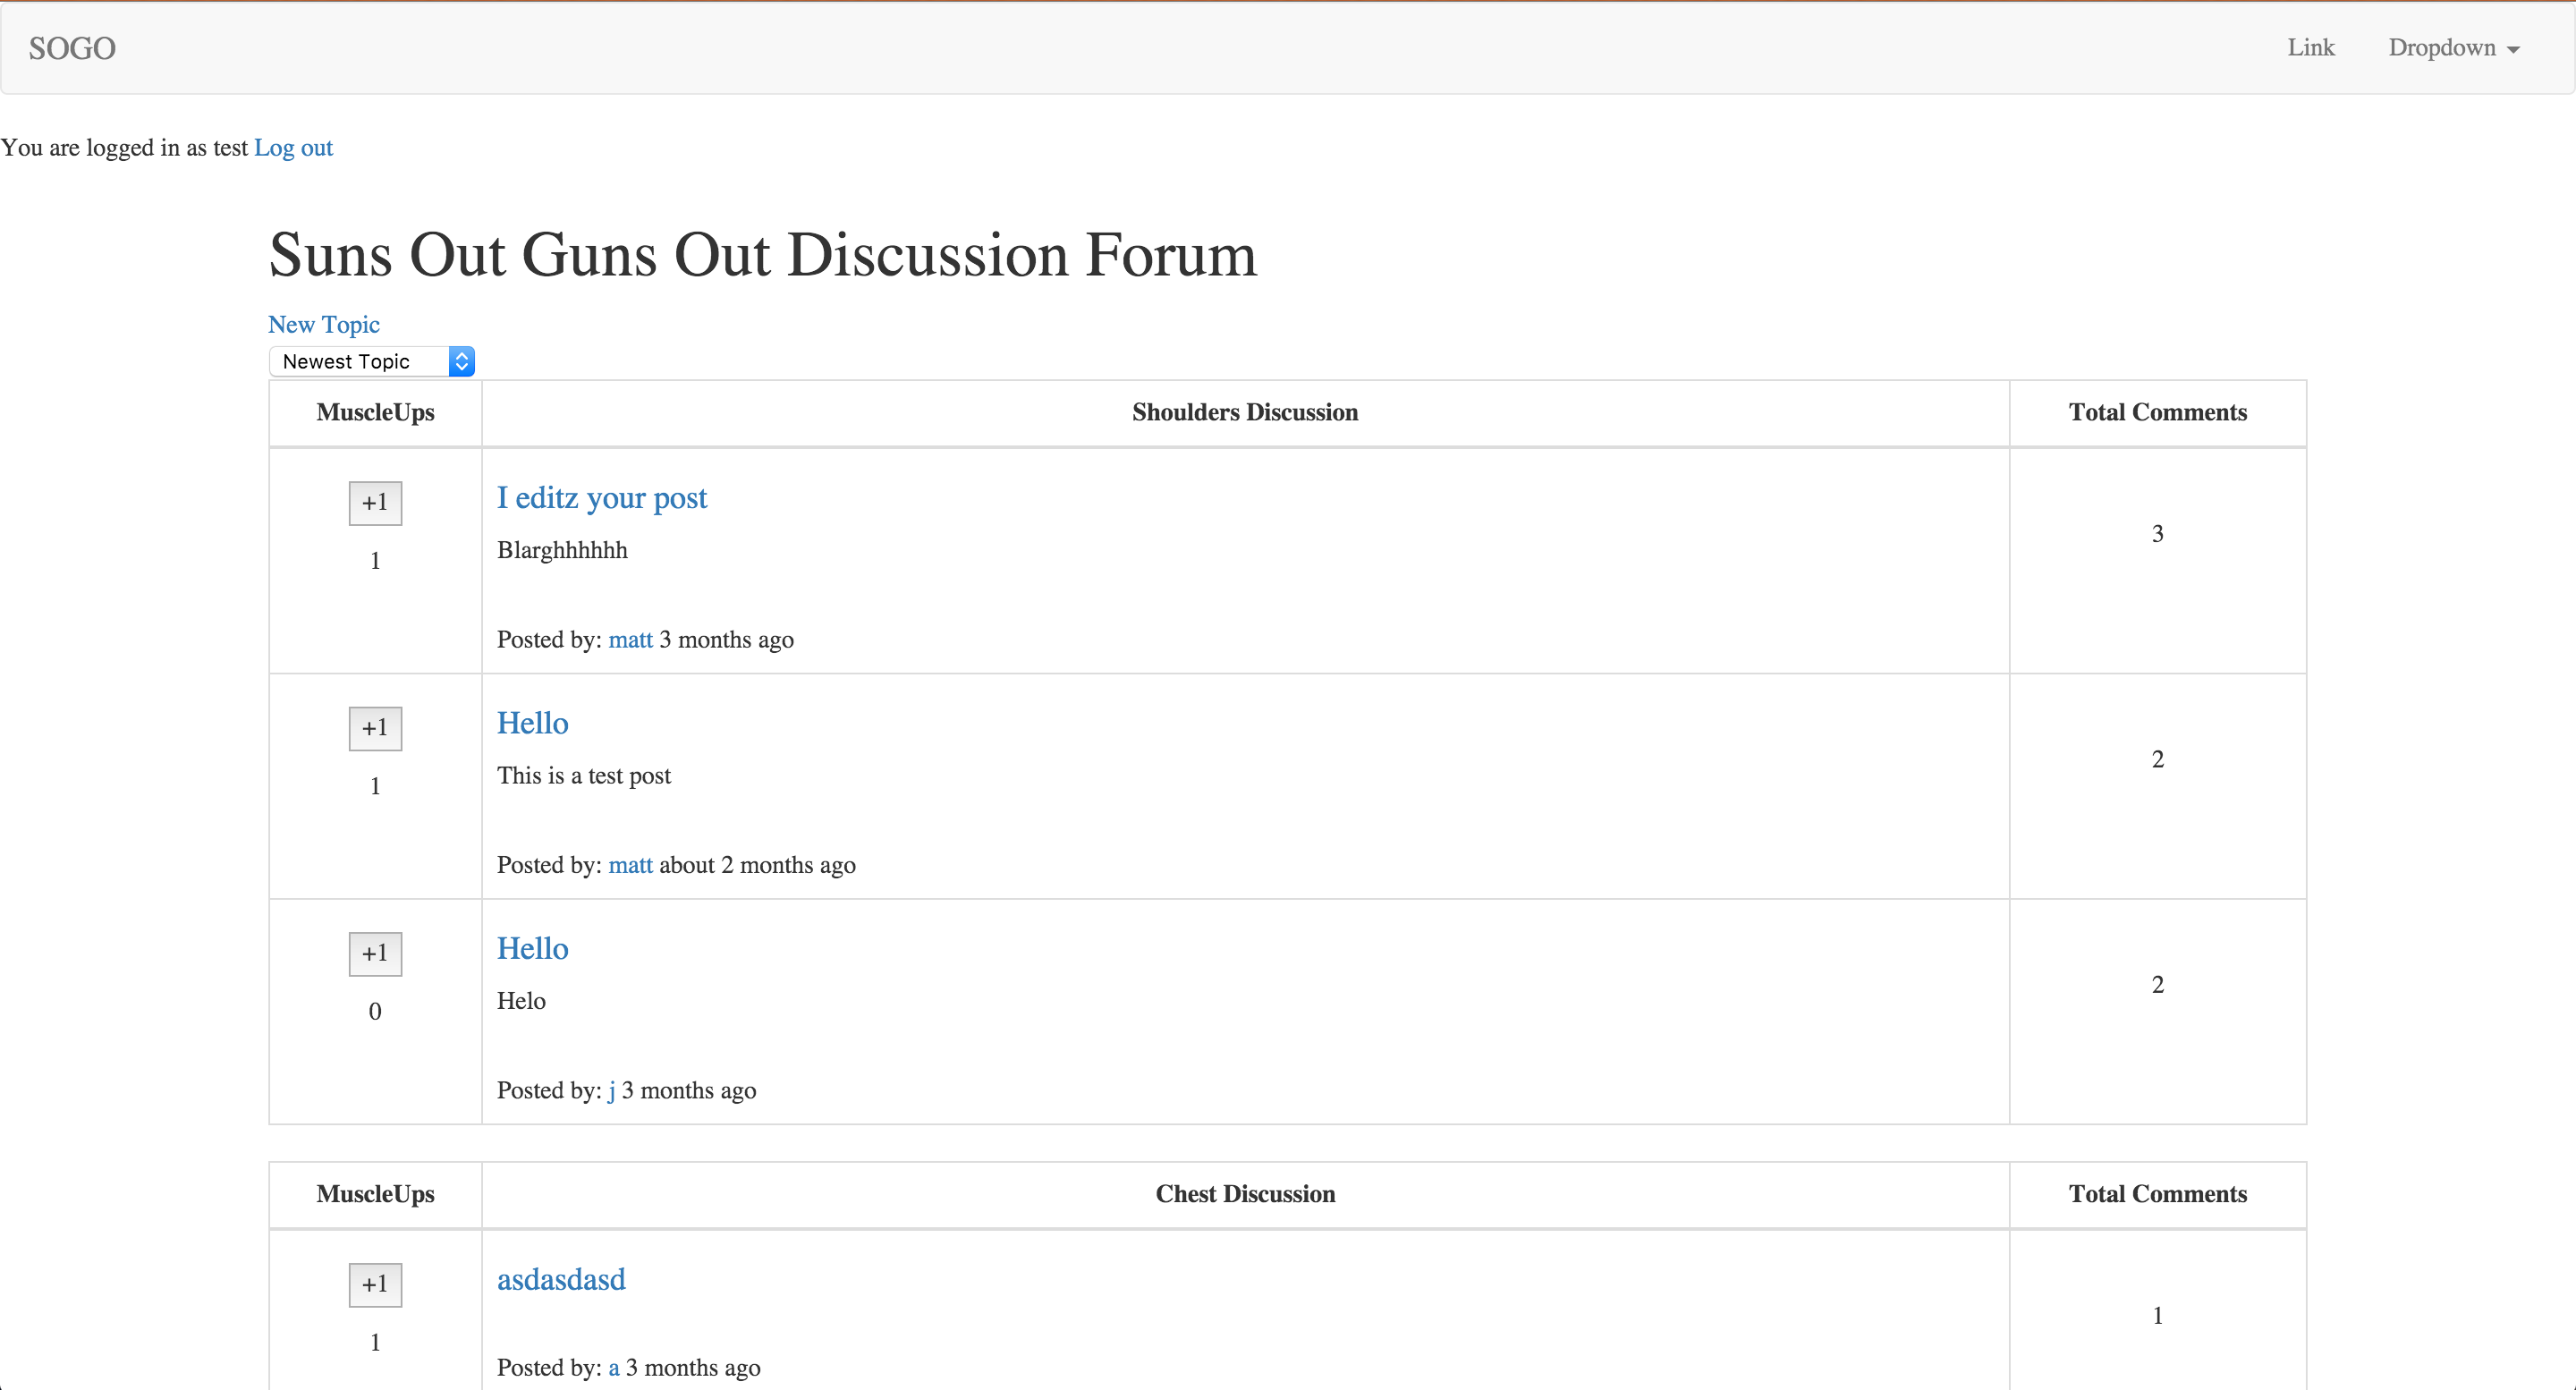 SOGO Link Dropdown
You are logged in as test Log out
Suns Out Guns Out Discussion Forum
New Topic
Newest Topic
MuscleUps Shoulders Discussion Total Comments
+1 I editz your post 3
Blarghhhhhh
1
Posted by: matt 3 months ago
+1 Hello 2
This is a test post
1
Posted by: matt about 2 months ago
+1 Hello 2
Helo
0
Posted by: j 3 months ago
MuscleUps Chest Discussion Total Comments
+1 asdasdasd 1
1
Posted by: a 3 months ago